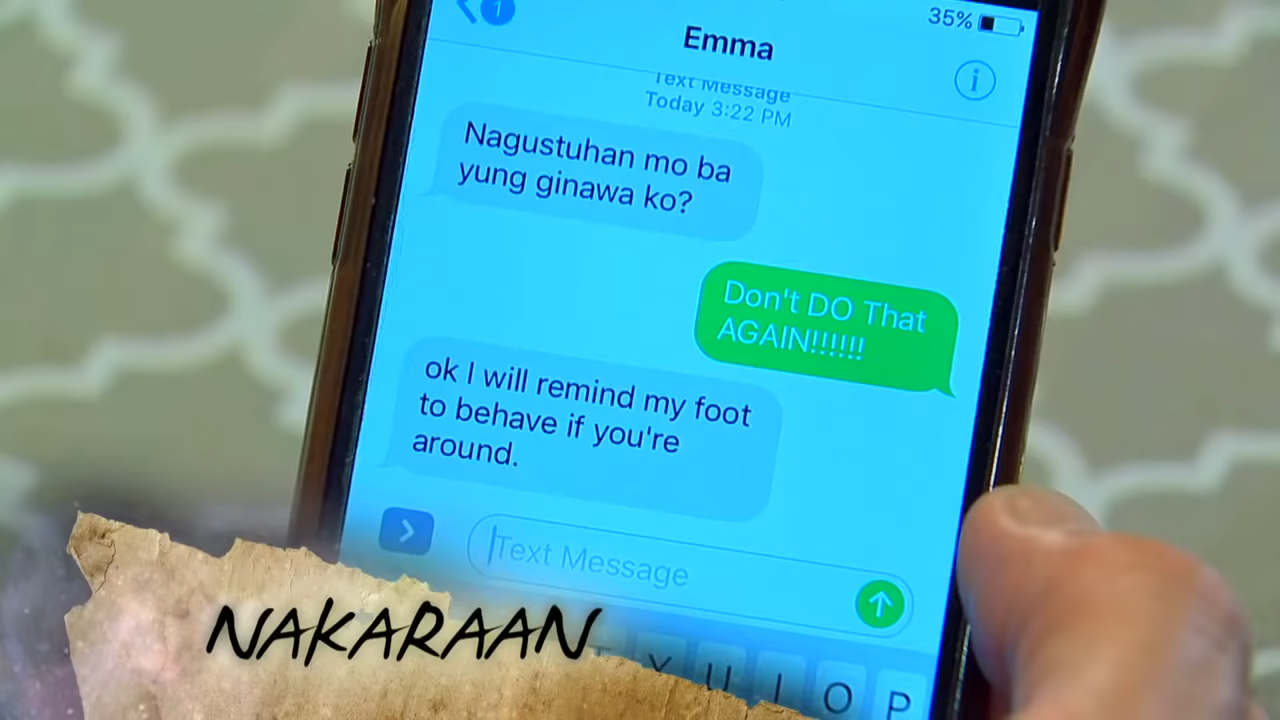 1
35%
Emma
i
Text Message
Today 3:22 PM
Nagustuhan mo ba
yung ginawa ko?
Don't DO That
AGAIN!!!!!!
ok I will remind my foot
to behave if you're
around.
Text Message
NAKARAAN
T Y U I O P